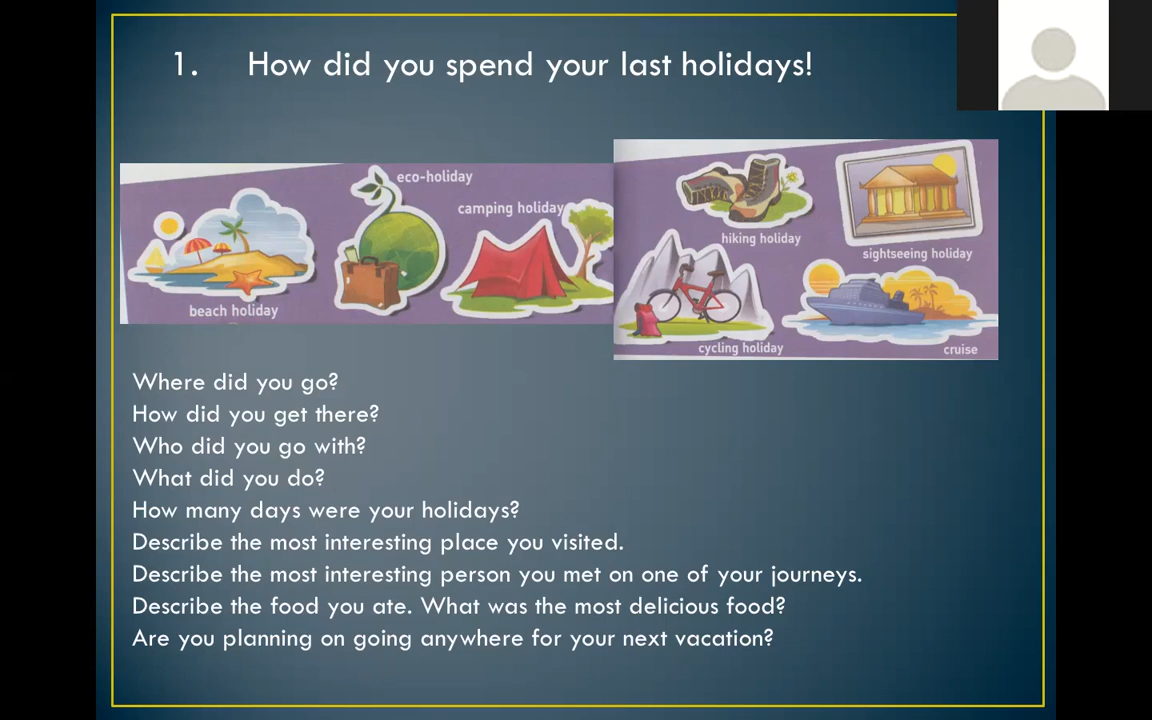 1. How did you spend your last holidays!
eco-holiday
camping holiday
beach holiday
hiking holiday
sightseeing holiday
cycling holiday
cruise
Where did you go?
How did you get there?
Who did you go with?
What did you do?
How many days were your holidays?
Describe the most interesting place you visited.
Describe the most interesting person you met on one of your journeys.
Describe the food you ate. What was the most delicious food?
Are you planning on going anywhere for your next vacation?